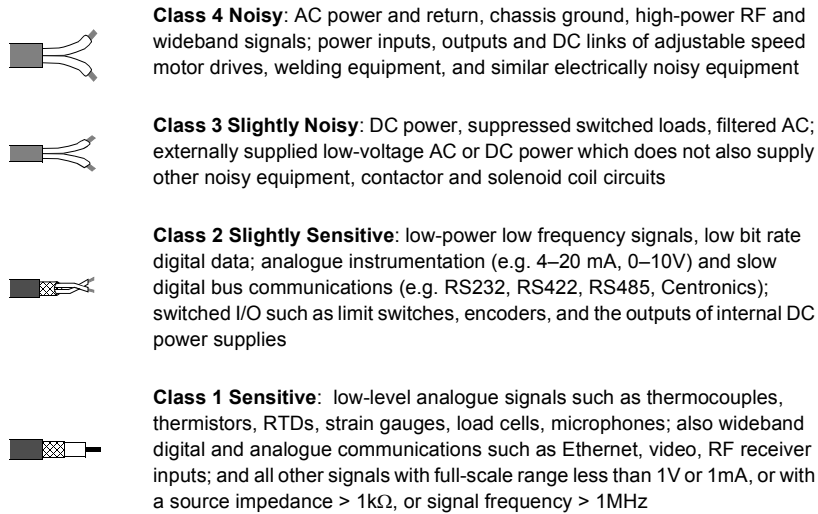 Class 4 Noisy: AC power and return, chassis ground, high-power RF and
wideband signals; power inputs, outputs and DC links of adjustable speed
motor drives, welding equipment, and similar electrically noisy equipment
Class 3 Slightly Noisy: DC power, suppressed switched loads, filtered AC;
externally supplied low-voltage AC or DC power which does not also supply
other noisy equipment, contactor and solenoid coil circuits
Class 2 Slightly Sensitive: low-power low frequency signals, low bit rate
digital data; analogue instrumentation (e.g. 4–20 mA, 0–10V) and slow
digital bus communications (e.g. RS232, RS422, RS485, Centronics);
switched I/O such as limit switches, encoders, and the outputs of internal DC
power supplies
Class 1 Sensitive:  low-level analogue signals such as thermocouples,
thermistors, RTDs, strain gauges, load cells, microphones; also wideband
digital and analogue communications such as Ethernet, video, RF receiver
inputs; and all other signals with full-scale range less than 1V or 1mA, or with
a source impedance > 1kΩ, or signal frequency > 1MHz